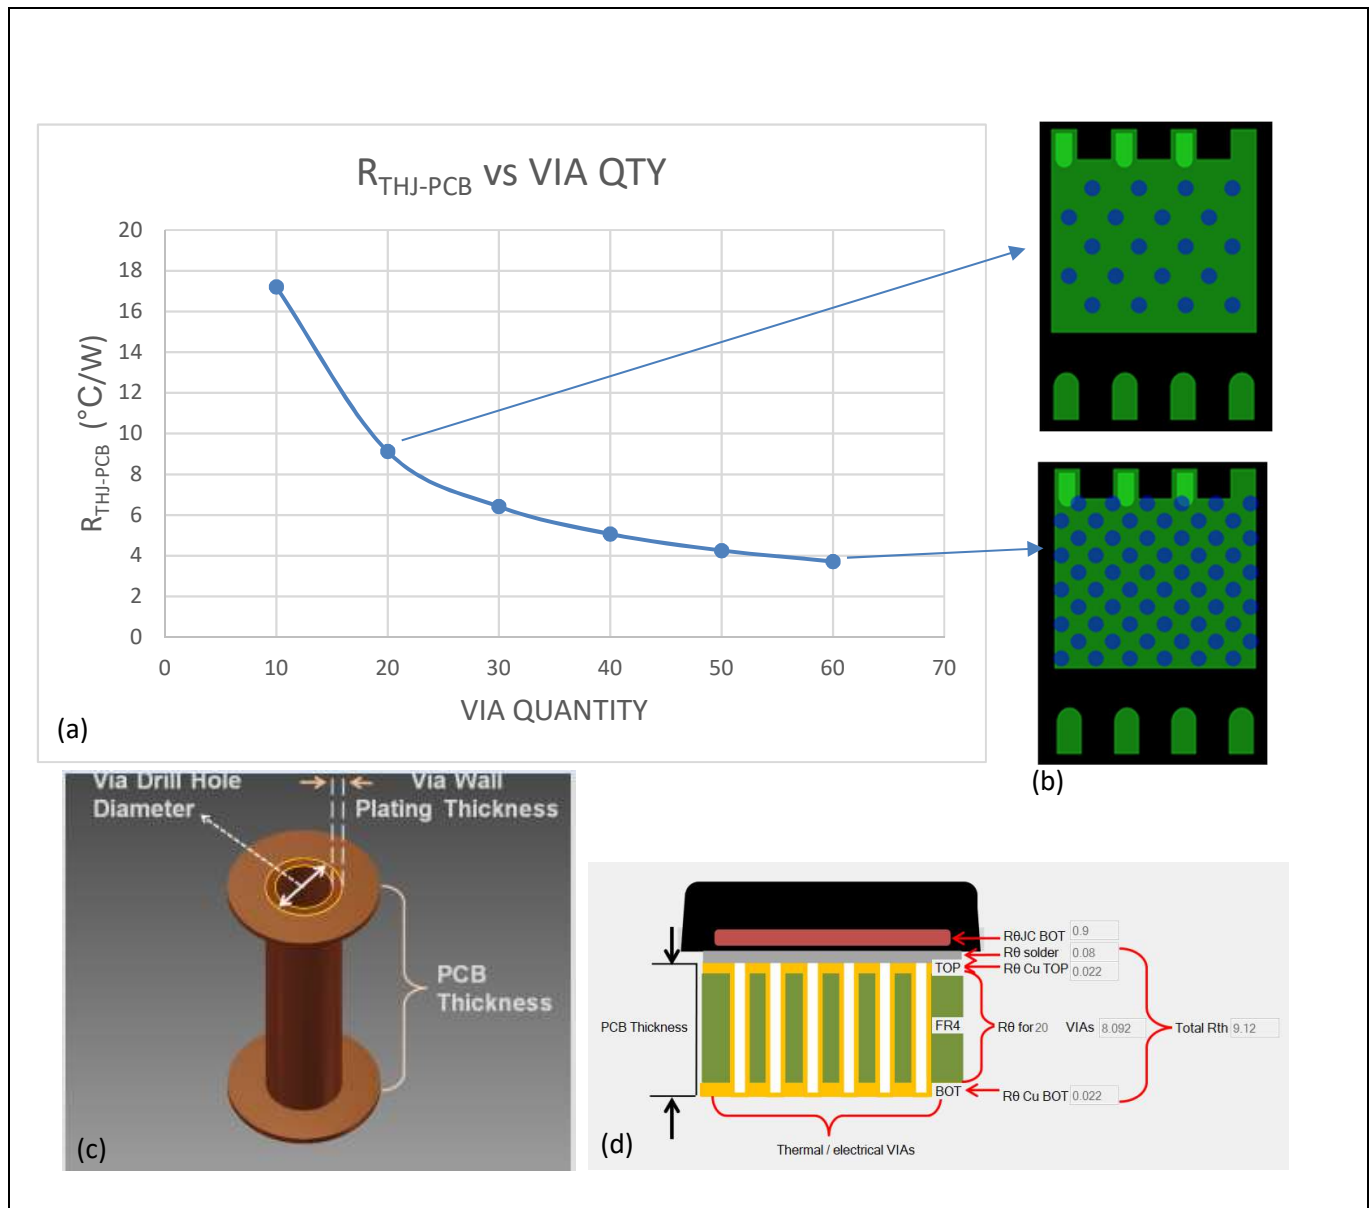 R_THJ-PCB vs VIA QTY
R_THJ-PCB (°C/W)
20
18
16
14
12
10
8
6
4
2
0
0 10 20 30 40 50 60 70
VIA QUANTITY
(a)
(b)
Via Drill Hole
Diameter
Via Wall
Plating Thickness
PCB
Thickness
(c)
RθJC BOT 0.9
Rθ solder 0.08
TOP Rθ Cu TOP 0.022
PCB Thickness
FR4 Rθ for 20 VIAs 8.092 Total Rth 9.12
BOT Rθ Cu BOT 0.022
Thermal / electrical VIAs
(d)